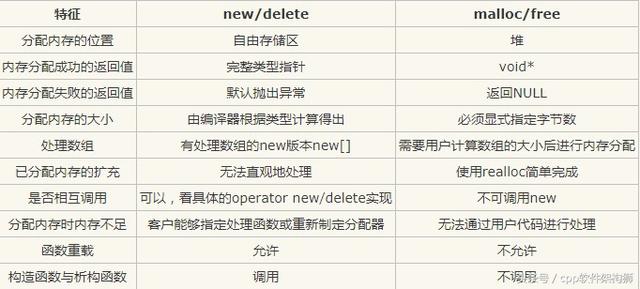 特征 new/delete malloc/free
分配内存的位置 自由存储区 堆
内存分配成功的返回值 完整类型指针 void*
内存分配失败的返回值 默认抛出异常 返回NULL
分配内存的大小 由编译器根据类型计算得出 必须显式指定字节数
处理数组 有处理数组的new版本new[] 需要用户计算数组的大小后进行内存分配
已分配内存的扩充 无法直观地处理 使用realloc简单完成
是否相互调用 可以，看具体的operator new/delete实现 不可调用new
分配内存时内存不足 客户能够指定处理函数或重新制定分配器 无法通过用户代码进行处理
函数重载 允许 不允许
构造函数与析构函数 调用 不调用
/ cpp软件架构狮